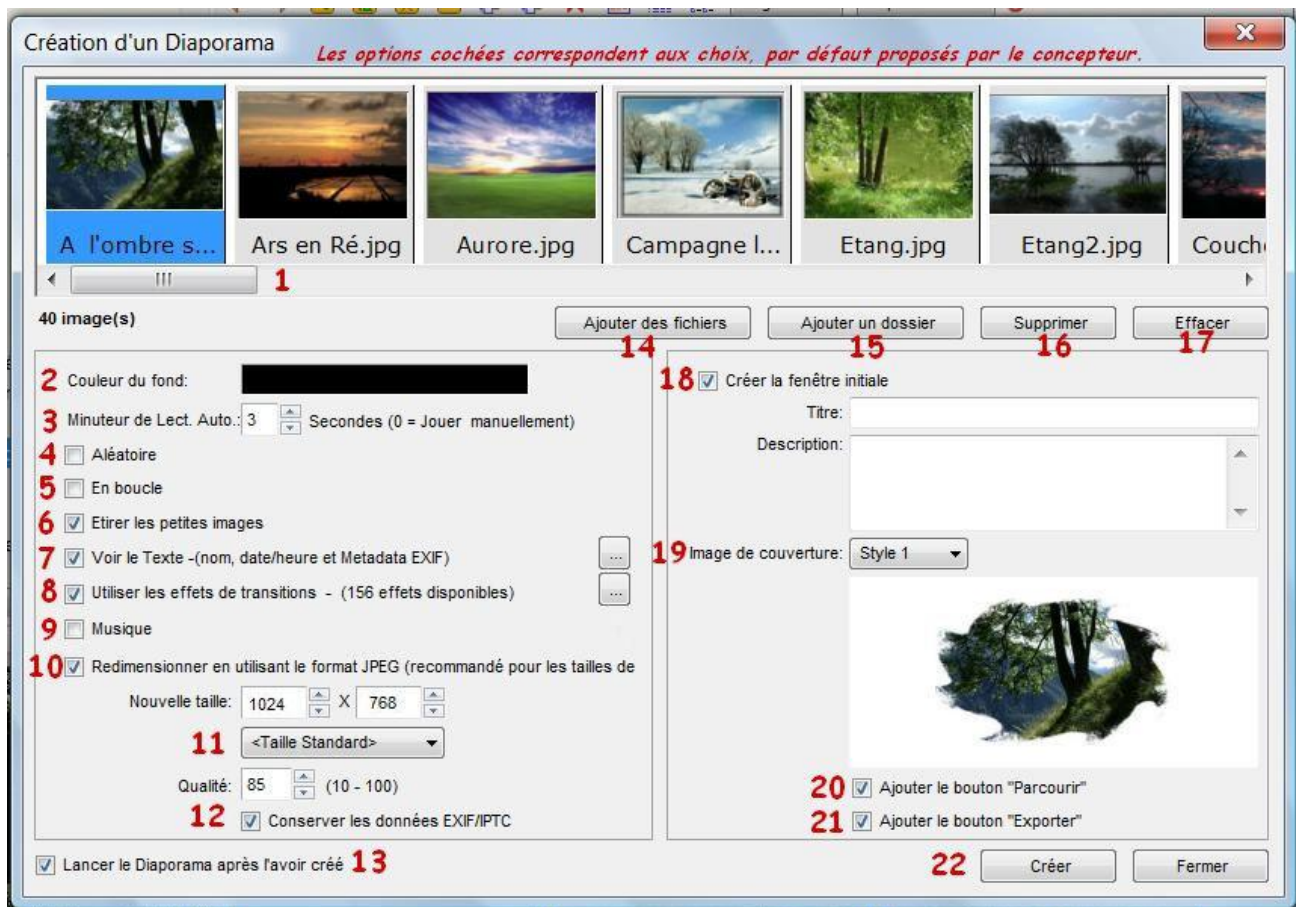 Création d'un Diaporama
Les options cochées correspondent aux choix, par défaut proposés par le concepteur.
A l'ombre s... Ars en Ré.jpg Aurore.jpg Campagne l... Etang.jpg Etang2.jpg Couch
1
40 image(s)
Ajouter des fichiers Ajouter un dossier Supprimer Effacer
14 15 16 17
2 Couleur du fond:
3 Minuteur de Lect. Auto.: 3 Secondes (0 = Jouer manuellement)
4 Aléatoire
5 En boucle
6 Etirer les petites images
7 Voir le Texte -(nom, date/heure et Metadata EXIF) ...
8 Utiliser les effets de transitions - (156 effets disponibles) ...
9 Musique
10 Redimensionner en utilisant le format JPEG (recommandé pour les tailles de
Nouvelle taille: 1024 X 768
11 <Taille Standard>
Qualité: 85 (10 - 100)
12 Conserver les données EXIF/IPTC
Lancer le Diaporama après l'avoir créé 13
18 Créer la fenêtre initiale
Titre:
Description:
19 Image de couverture: Style 1
20 Ajouter le bouton "Parcourir"
21 Ajouter le bouton "Exporter"
22 Créer Fermer